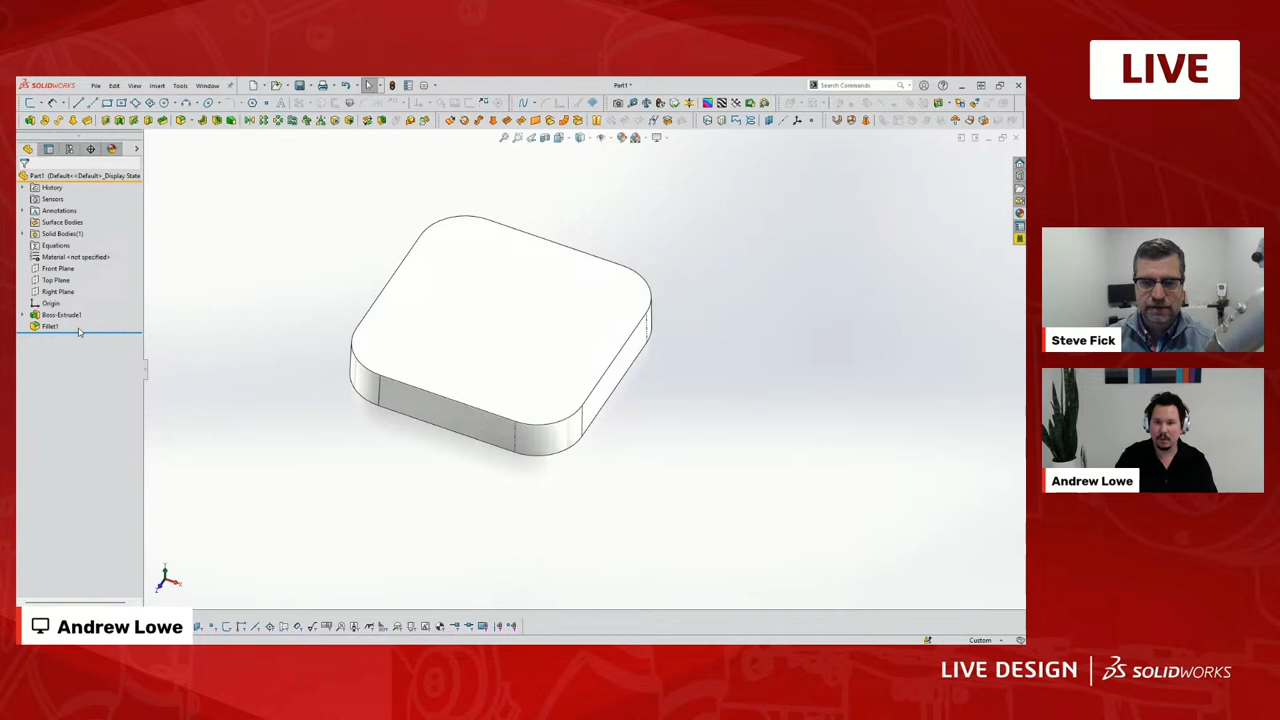 LIVE
SOLIDWORKS
File Edit View Insert Tools Window
Part1 *
Search Commands
Part1 (Default<<Default>_Display State
History
Sensors
Annotations
Surface Bodies
Solid Bodies(1)
Equations
Material <not specified>
Front Plane
Top Plane
Right Plane
Origin
Boss-Extrude1
Fillet1
Steve Fick
Andrew Lowe
Andrew Lowe
Custom
LIVE DESIGN | SOLIDWORKS